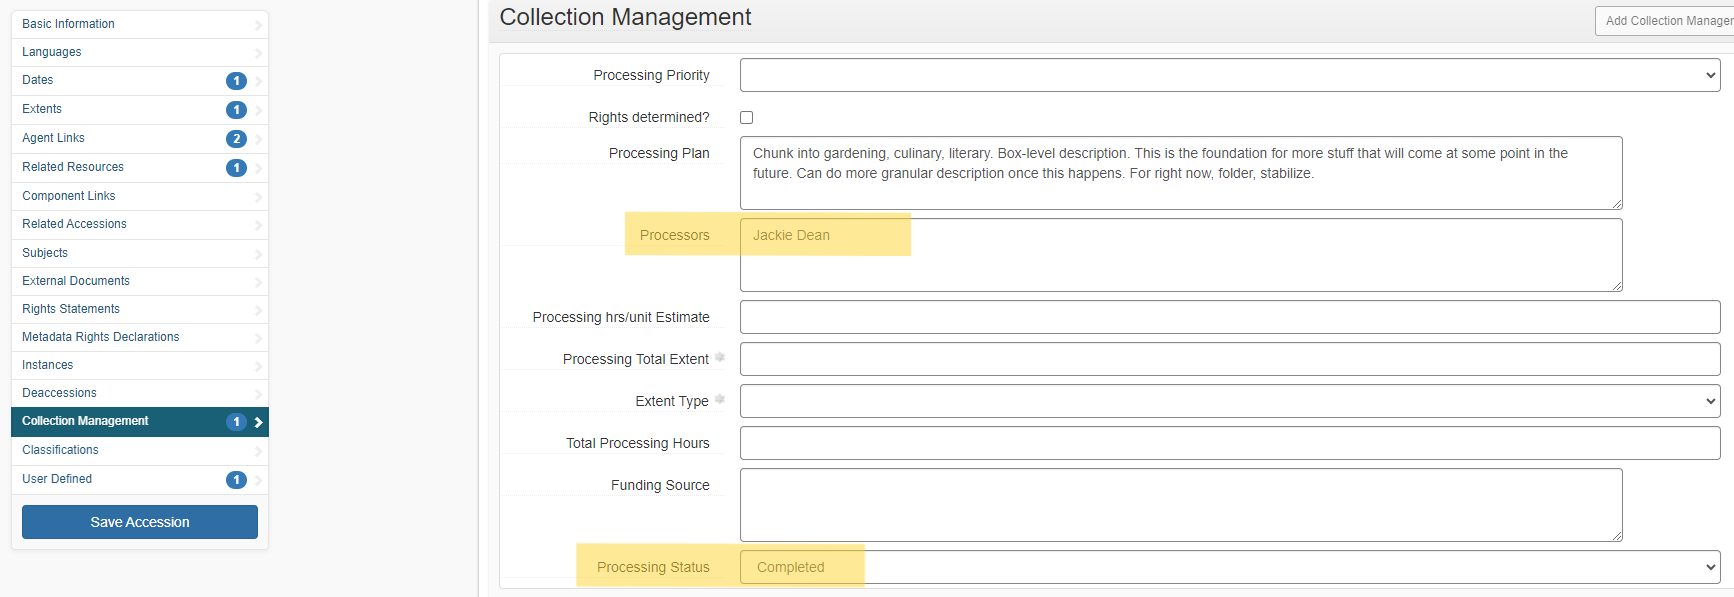 Basic Information
Languages
Dates 1
Extents 1
Agent Links 2
Related Resources 1
Component Links
Related Accessions
Subjects
External Documents
Rights Statements
Metadata Rights Declarations
Instances
Deaccessions
Collection Management 1
Classifications
User Defined 1
Save Accession
Collection Management
Add Collection Manager
Processing Priority
Rights determined?
Processing Plan
Chunk into gardening, culinary, literary. Box-level description. This is the foundation for more stuff that will come at some point in the
future. Can do more granular description once this happens. For right now, folder, stabilize.
Processors Jackie Dean
Processing hrs/unit Estimate
Processing Total Extent
Extent Type
Total Processing Hours
Funding Source
Processing Status Completed